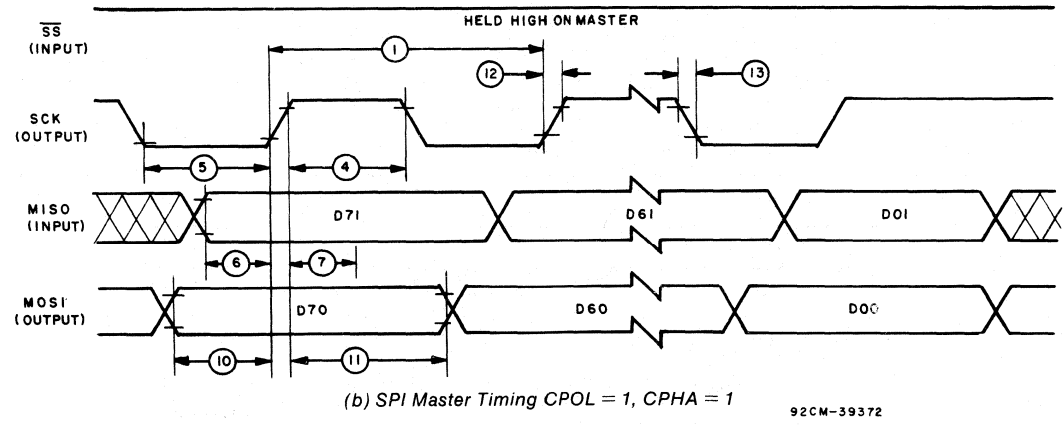 HELD HIGH ON MASTER
SS
(INPUT)
1
12
13
SCK
(OUTPUT)
5
4
MISO
(INPUT)
D71
D61
D01
6
7
MOSI
(OUTPUT)
D70
D60
D00
10
11
(b) SPI Master Timing CPOL = 1, CPHA = 1
92CM-39372